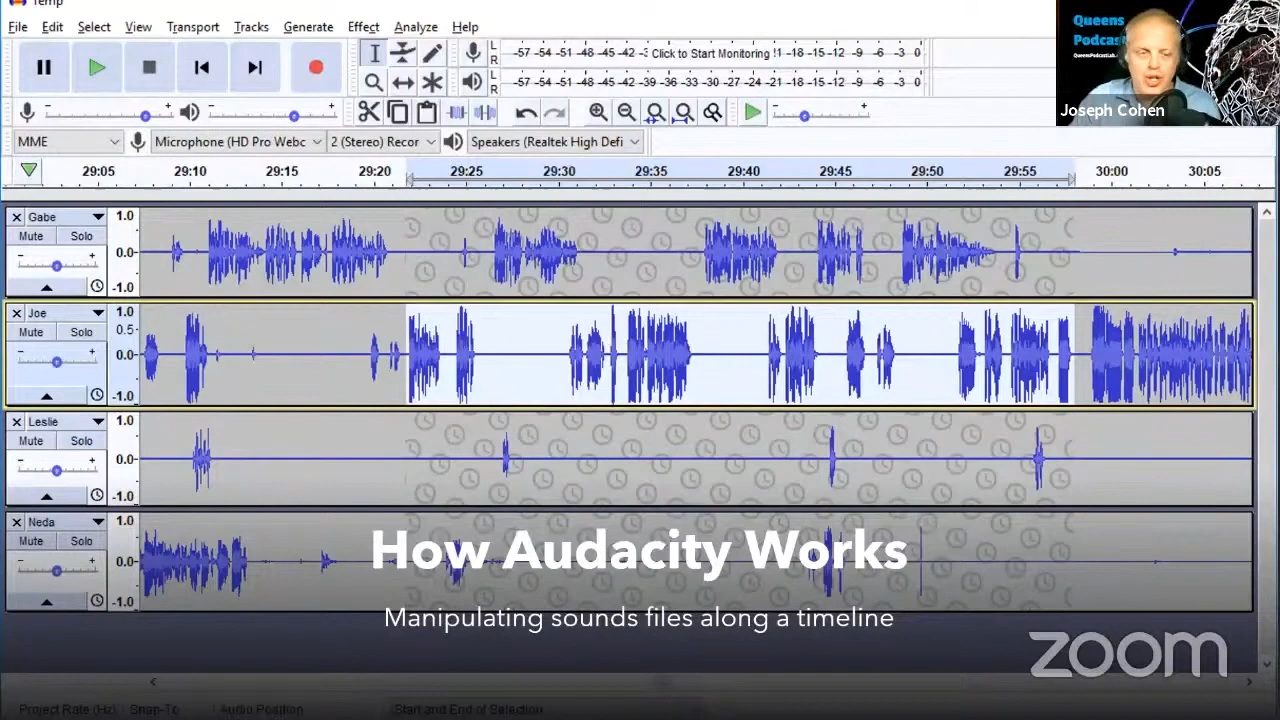 Temp
File Edit Select View Transport Tracks Generate Effect Analyze Help
L R -57 -54 -51 -48 -45 -42 -3 Click to Start Monitoring !1 -18 -15 -12 -9 -6 -3 0
L R -57 -54 -51 -48 -45 -42 -39 -36 -33 -30 -27 -24 -21 -18 -15 -12 -9 -6 -3 0
MME Microphone (HD Pro Webc 2 (Stereo) Recor Speakers (Realtek High Defi
29:05 29:10 29:15 29:20 29:25 29:30 29:35 29:40 29:45 29:50 29:55 30:00 30:05
Queens
Podcas
Joseph Cohen
Gabe 1.0
Mute Solo
0.0
-1.0
Joe 1.0
Mute Solo 0.5
0.0
-1.0
Leslie 1.0
Mute Solo
0.0
-1.0
Neda 1.0
Mute Solo
0.0
-1.0
How Audacity Works
Manipulating sounds files along a timeline
zoom
Project Rate (Hz) Snap-To Audio Position Start and End of Selection